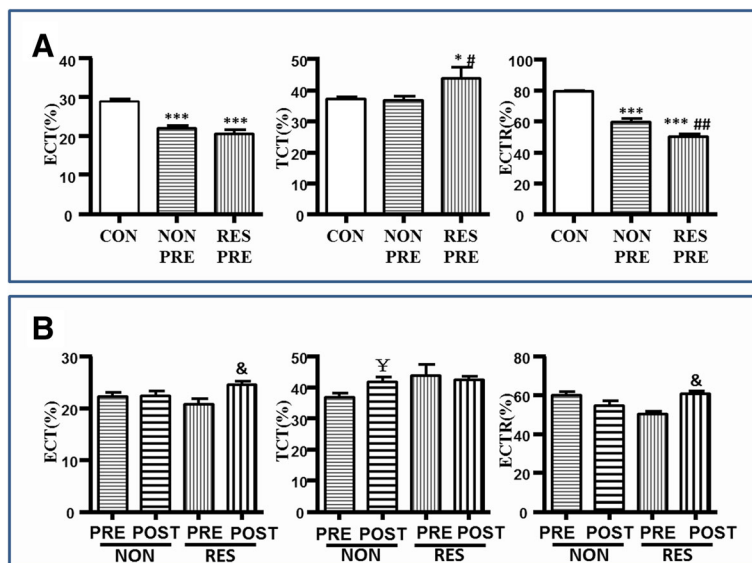 A
ECT(%)
40
30
20
10
0
***
***
CON
NON
PRE
RES
PRE
TCT(%)
50
40
30
20
10
0
* #
CON
NON
PRE
RES
PRE
ECTR(%)
100
80
60
40
20
0
***
*** ##
CON
NON
PRE
RES
PRE
B
ECT(%)
30
20
10
0
&
PRE POST PRE POST
NON RES
TCT(%)
50
40
30
20
10
0
¥
PRE POST PRE POST
NON RES
ECTR(%)
80
60
40
20
0
&
PRE POST PRE POST
NON RES